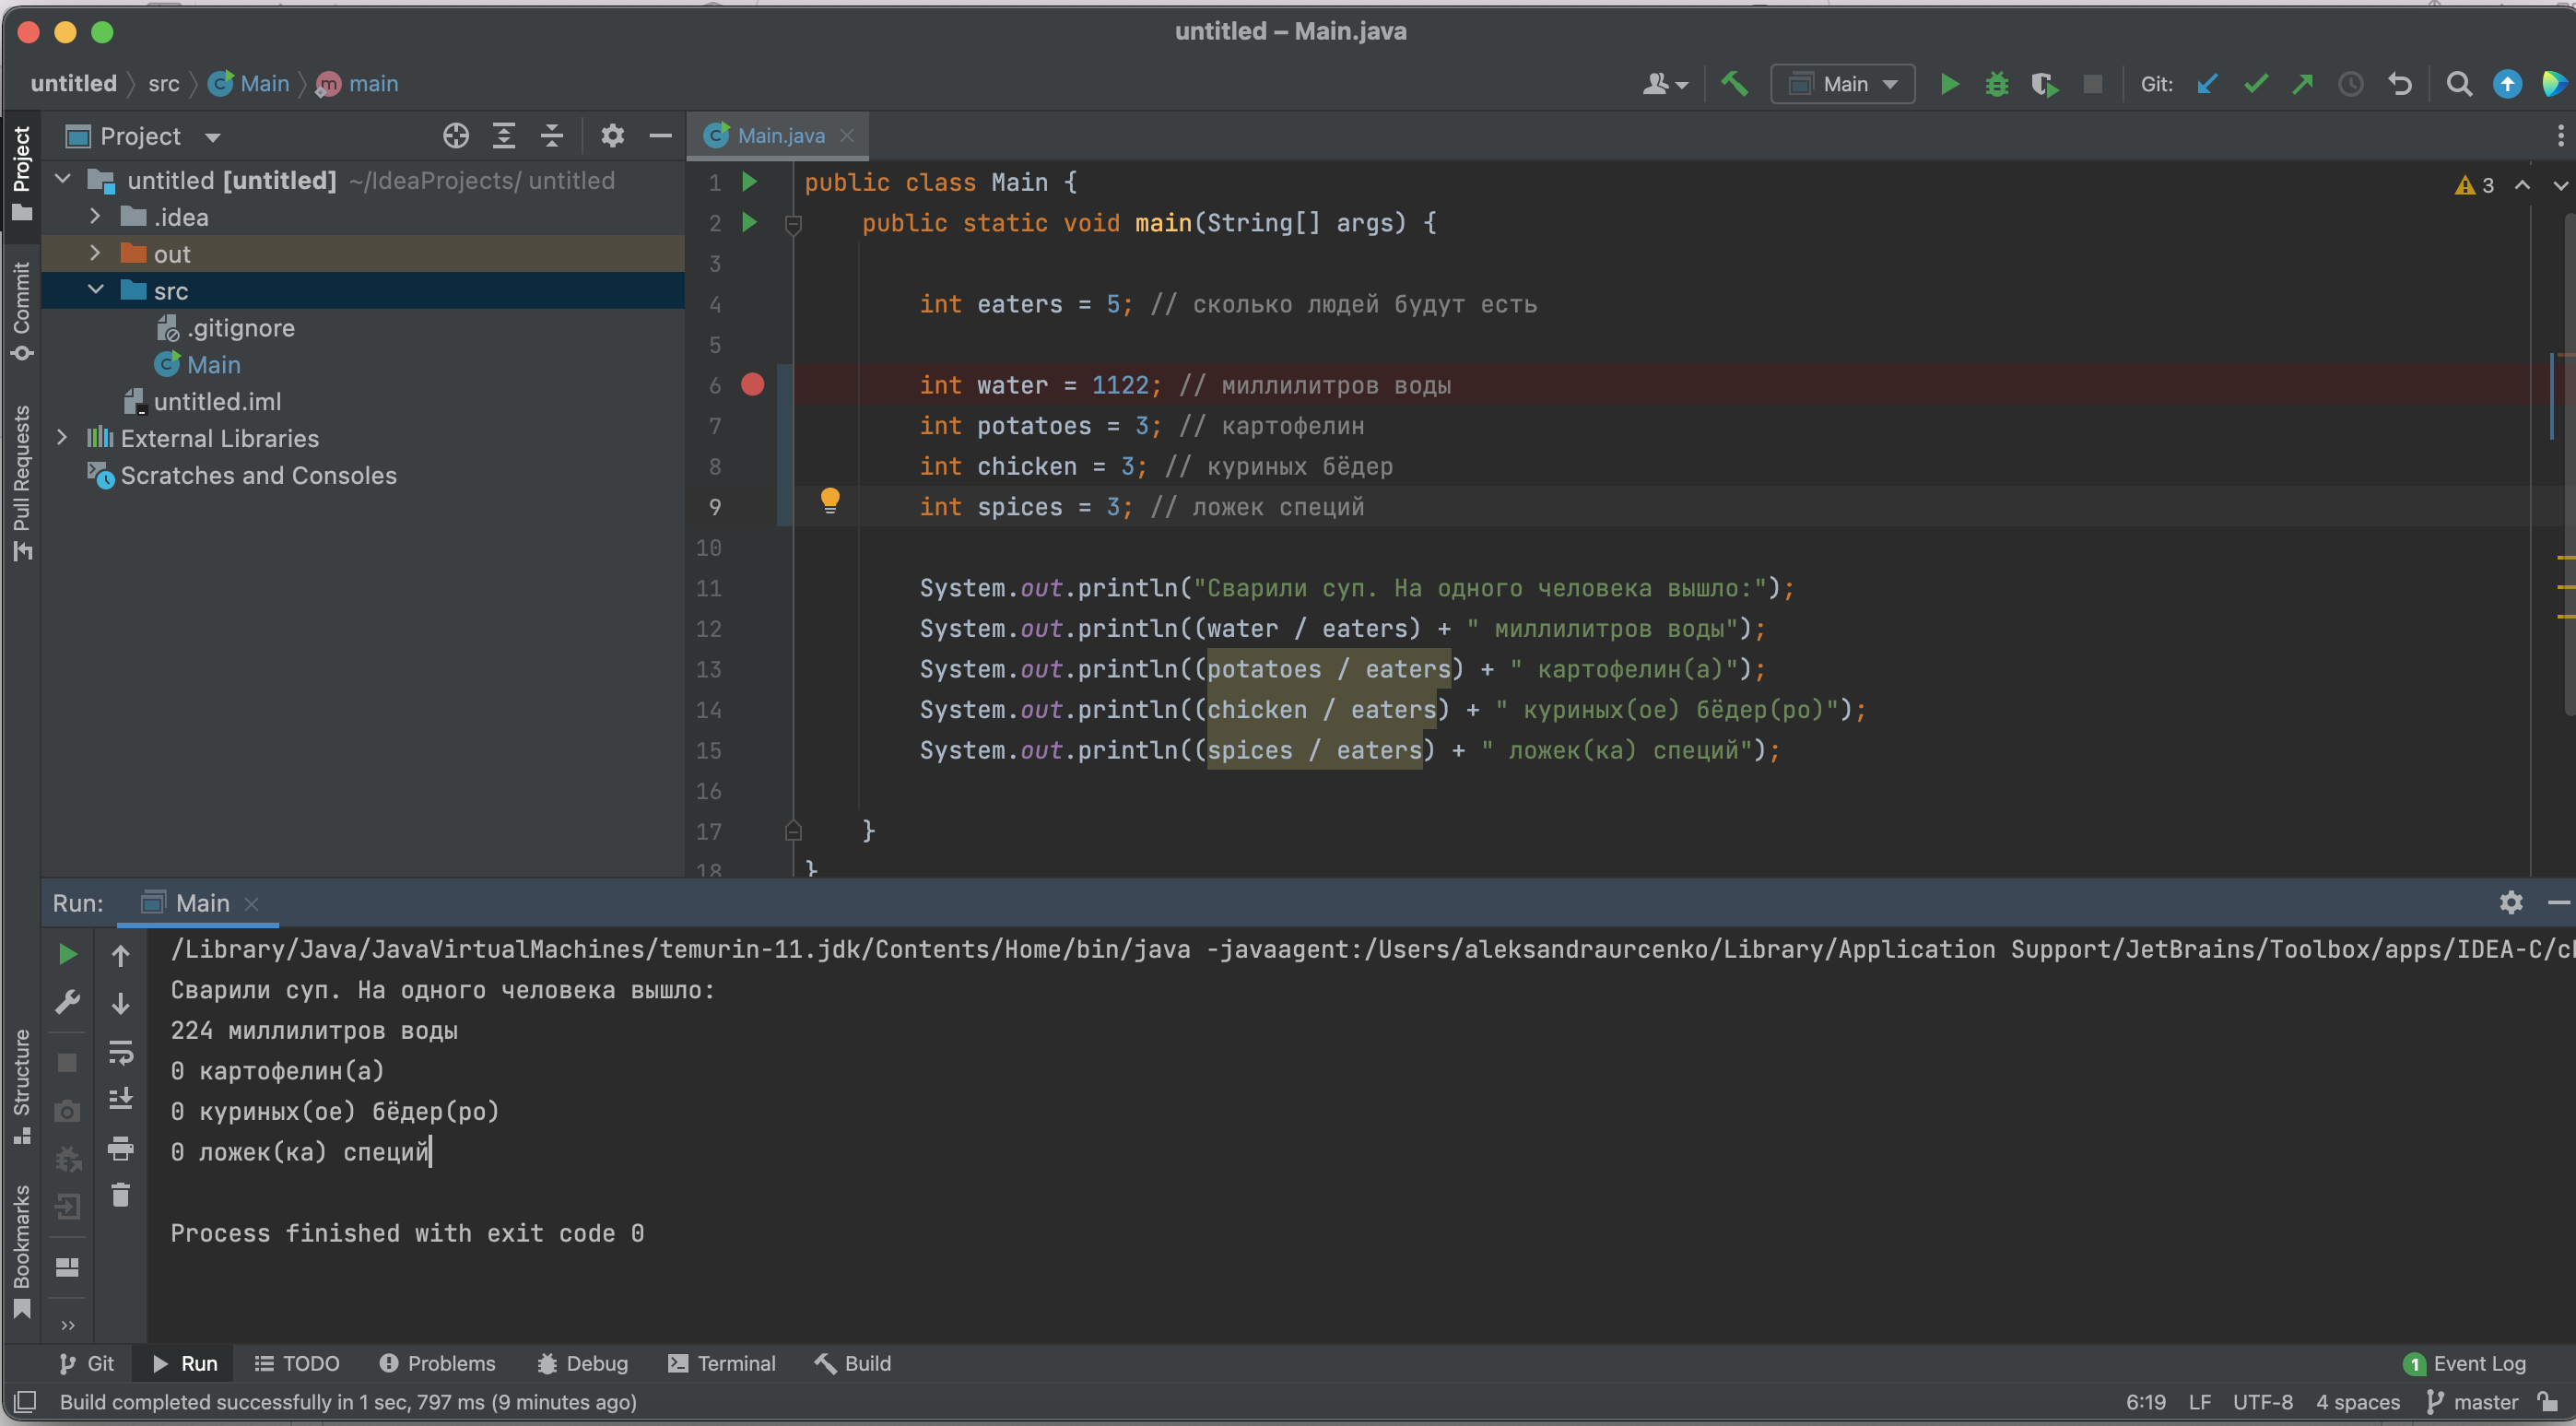 untitled – Main.java
untitled src Main main
Main
Git:
Project
untitled [untitled] ~/IdeaProjects/ untitled
.idea
out
src
.gitignore
Main
untitled.iml
External Libraries
Scratches and Consoles
Project
Commit
Pull Requests
Structure
Bookmarks
Main.java
3
1 public class Main {
2 public static void main(String[] args) {
3
4 int eaters = 5; // сколько людей будут есть
5
6 int water = 1122; // миллилитров воды
7 int potatoes = 3; // картофелин
8 int chicken = 3; // куриных бёдер
9 int spices = 3; // ложек специй
10
11 System.out.println("Сварили суп. На одного человека вышло:");
12 System.out.println((water / eaters) + " миллилитров воды");
13 System.out.println((potatoes / eaters) + " картофелин(а)");
14 System.out.println((chicken / eaters) + " куриных(ое) бёдер(ро)");
15 System.out.println((spices / eaters) + " ложек(ка) специй");
16
17 }
18 }
Run: Main
/Library/Java/JavaVirtualMachines/temurin-11.jdk/Contents/Home/bin/java -javaagent:/Users/aleksandraurcenko/Library/Application Support/JetBrains/Toolbox/apps/IDEA-C/
Сварили суп. На одного человека вышло:
224 миллилитров воды
0 картофелин(а)
0 куриных(ое) бёдер(ро)
0 ложек(ка) специй
Process finished with exit code 0
Git Run TODO Problems Debug Terminal Build
1 Event Log
Build completed successfully in 1 sec, 797 ms (9 minutes ago)
6:19 LF UTF-8 4 spaces master